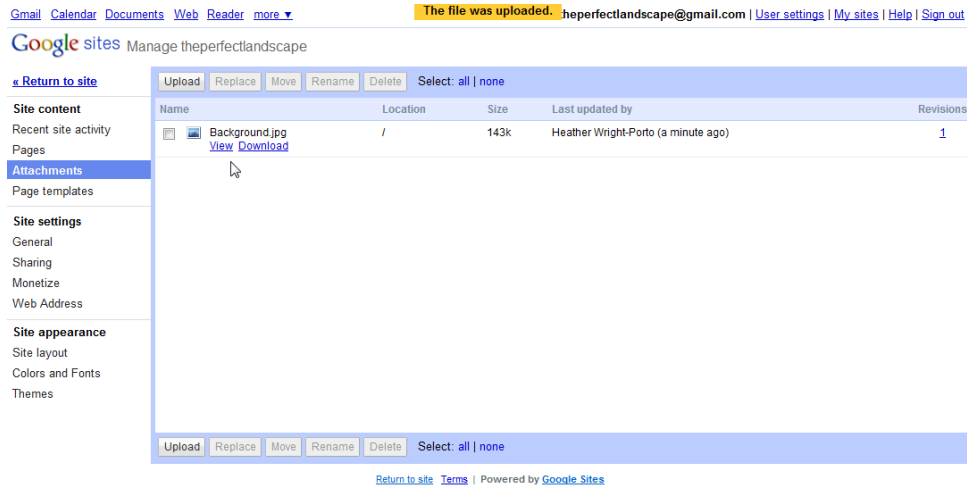 Gmail Calendar Documents Web Reader more ▼ The file was uploaded. theperfectlandscape@gmail.com | User settings | My sites | Help | Sign out
Google sites Manage theperfectlandscape
« Return to site
Upload Replace Move Rename Delete Select: all | none
Site content
Name Location Size Last updated by Revisions
Recent site activity
Background.jpg / 143k Heather Wright-Porto (a minute ago) 1
View Download
Pages
Attachments
Page templates
Site settings
General
Sharing
Monetize
Web Address
Site appearance
Site layout
Colors and Fonts
Themes
Upload Replace Move Rename Delete Select: all | none
Return to site Terms | Powered by Google Sites